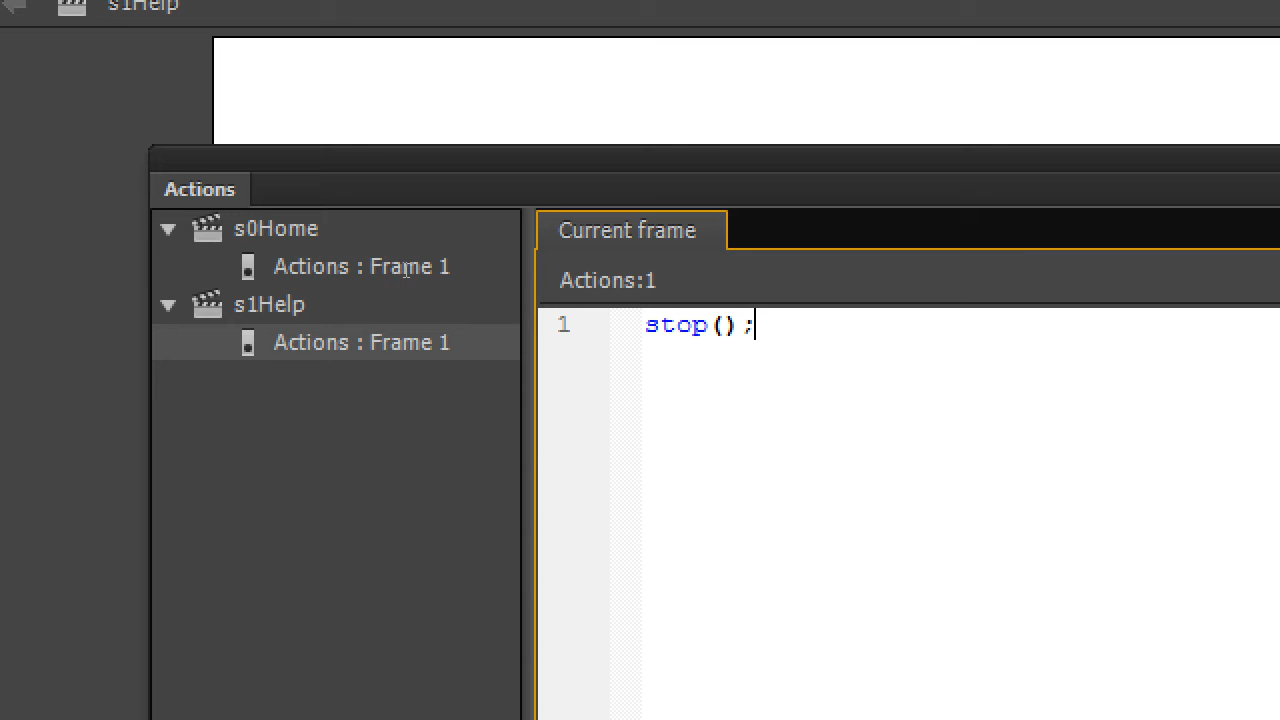 s1Help
Actions
s0Home
Actions : Frame 1
s1Help
Actions : Frame 1
Current frame
Actions:1
1 stop();